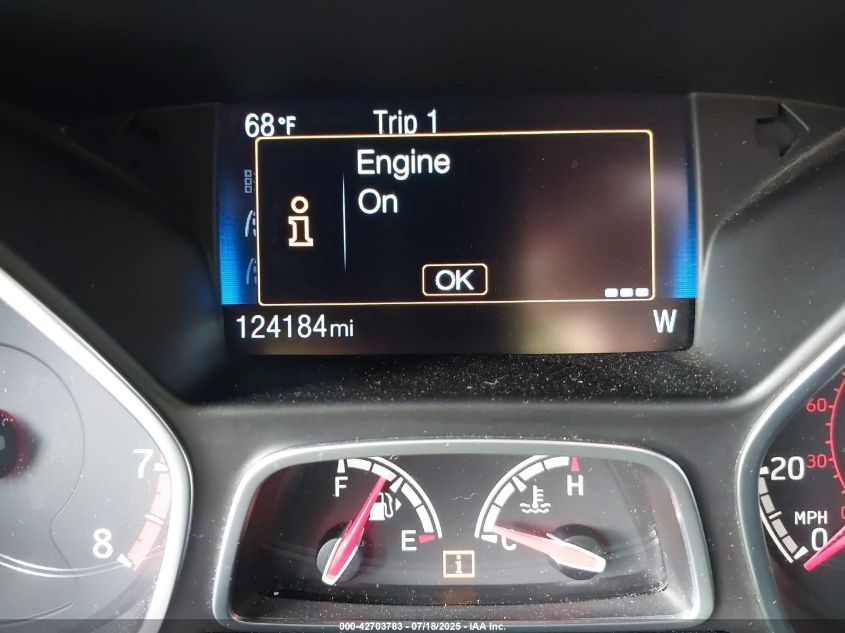 68°F Trip 1
Engine
On
i
OK
124184mi W
7
8
F
E
C
H
i
60
30
20
MPH
0
000-42703783 - 07/18/2025 - IAA Inc.